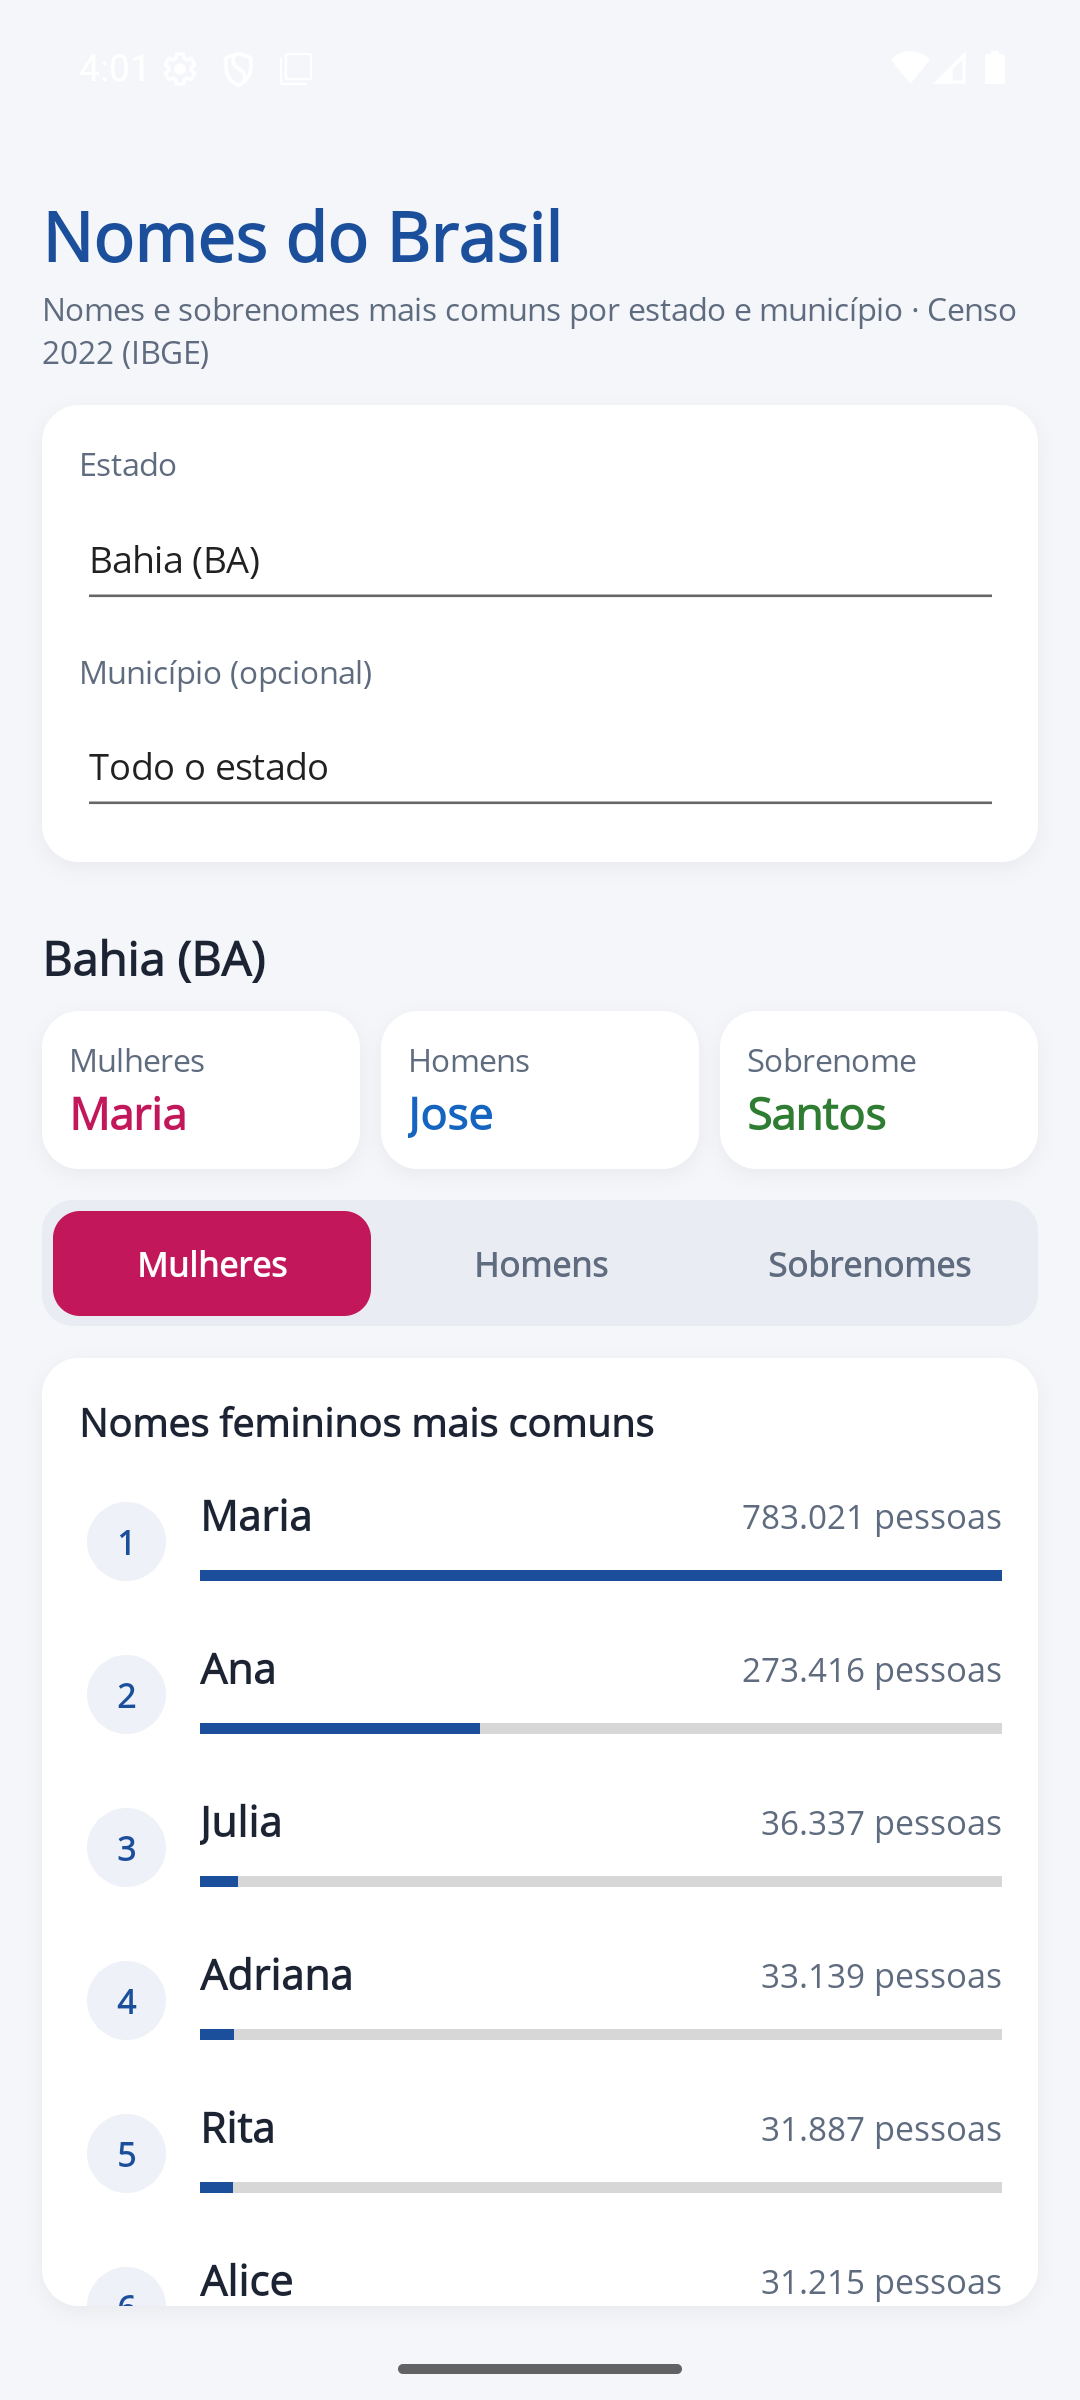 4:01
Nomes do Brasil
Nomes e sobrenomes mais comuns por estado e município · Censo
2022 (IBGE)
Estado
Bahia (BA)
Município (opcional)
Todo o estado
Bahia (BA)
Mulheres
Maria
Homens
Jose
Sobrenome
Santos
Mulheres
Homens
Sobrenomes
Nomes femininos mais comuns
1
Maria
783.021 pessoas
2
Ana
273.416 pessoas
3
Julia
36.337 pessoas
4
Adriana
33.139 pessoas
5
Rita
31.887 pessoas
6
Alice
31.215 pessoas